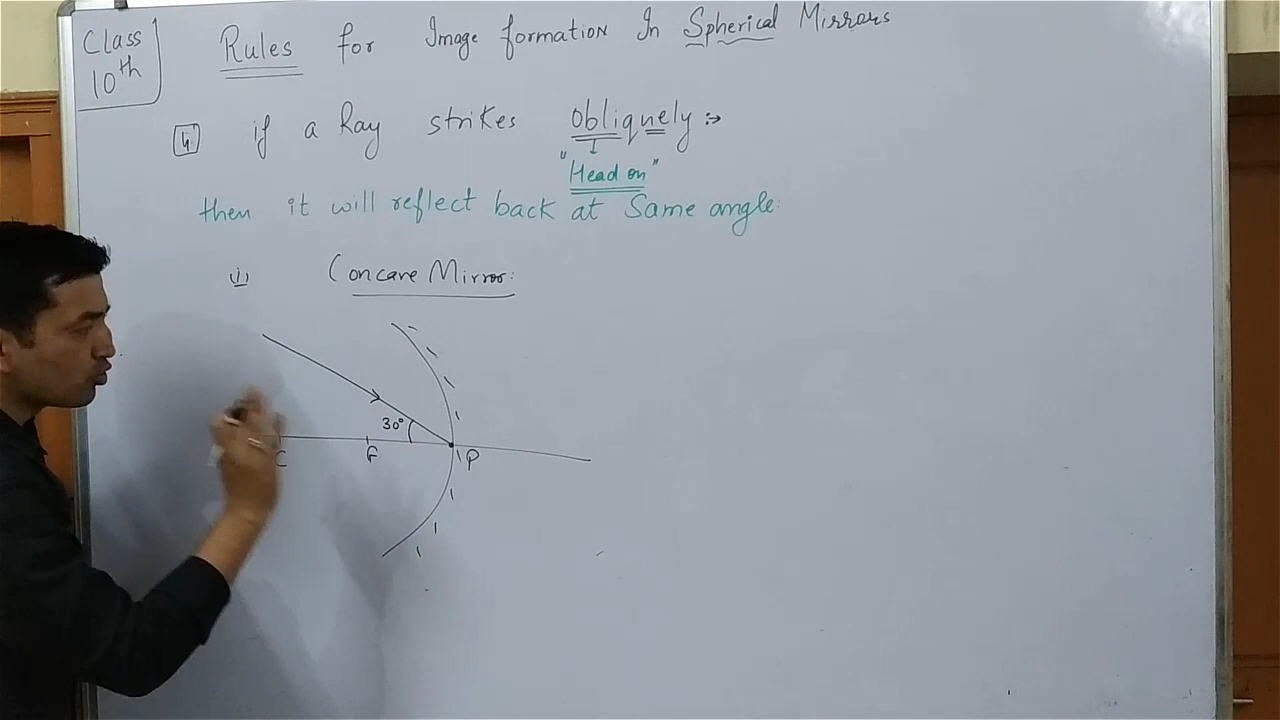 Class
10th
Rules for Image formation In Spherical Mirrors
4 if a Ray strikes Obliquely :→
"Head on"
then it will reflect back at Same angle.
(i) Concave Mirror:
30°
C F P